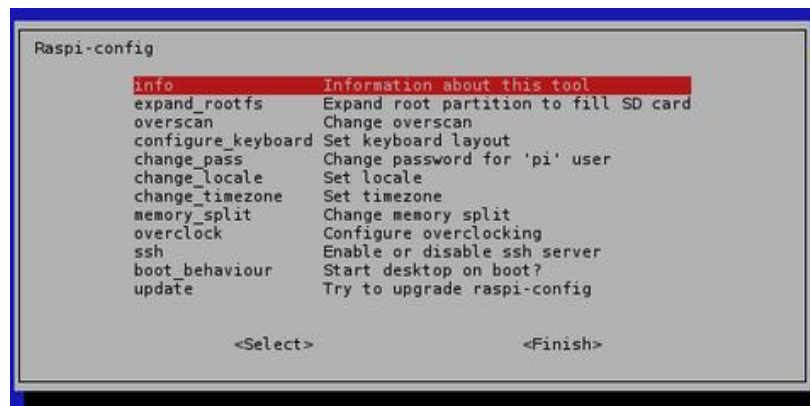 Raspi-config
info Information about this tool
expand_rootfs Expand root partition to fill SD card
overscan Change overscan
configure_keyboard Set keyboard layout
change_pass Change password for 'pi' user
change_locale Set locale
change_timezone Set timezone
memory_split Change memory split
overclock Configure overclocking
ssh Enable or disable ssh server
boot_behaviour Start desktop on boot?
update Try to upgrade raspi-config
<Select> <Finish>